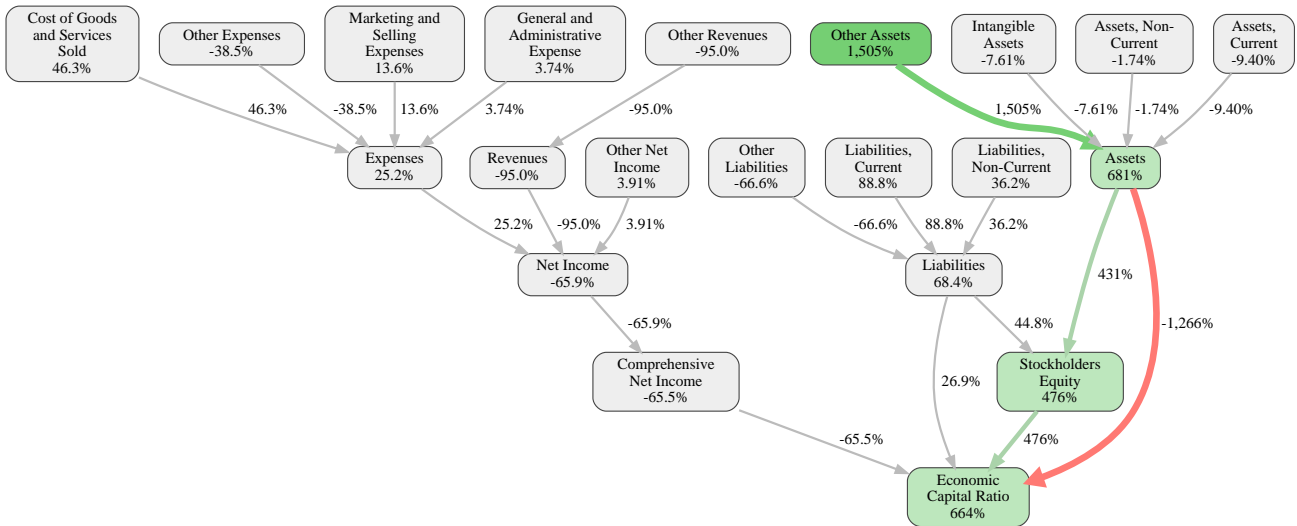 Cost of Goods
and Services
Sold
46.3%
Other Expenses
-38.5%
Marketing and
Selling
Expenses
13.6%
General and
Administrative
Expense
3.74%
Other Revenues
-95.0%
Other Assets
1,505%
Intangible
Assets
-7.61%
Assets, Non-
Current
-1.74%
Assets,
Current
-9.40%
46.3%
-38.5%
13.6%
3.74%
-95.0%
1,505%
-7.61%
-1.74%
-9.40%
Expenses
25.2%
Revenues
-95.0%
Other Net
Income
3.91%
Other
Liabilities
-66.6%
Liabilities,
Current
88.8%
Liabilities,
Non-Current
36.2%
Assets
681%
25.2%
-95.0%
3.91%
-66.6%
88.8%
36.2%
Net Income
-65.9%
Liabilities
68.4%
431%
-65.9%
44.8%
-1,266%
Comprehensive
Net Income
-65.5%
26.9%
Stockholders
Equity
476%
-65.5%
476%
Economic
Capital Ratio
664%